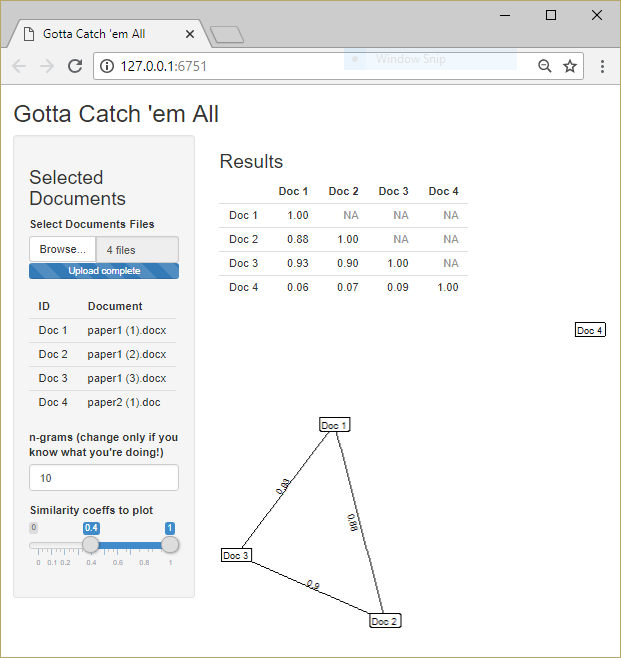 Gotta Catch 'em All
127.0.0.1:6751
Window Snip
Gotta Catch 'em All
Selected
Documents
Select Documents Files
Browse... 4 files
Upload complete
ID Document
Doc 1 paper1 (1).docx
Doc 2 paper1 (2).docx
Doc 3 paper1 (3).docx
Doc 4 paper2 (1).doc
n-grams (change only if you
know what you're doing!)
10
Similarity coeffs to plot
0 0.4 1
0 0.1 0.2 0.4 0.6 0.8 1
Results
Doc 1 Doc 2 Doc 3 Doc 4
Doc 1 1.00 NA NA NA
Doc 2 0.88 1.00 NA NA
Doc 3 0.93 0.90 1.00 NA
Doc 4 0.06 0.07 0.09 1.00
Doc 4
Doc 1
0.93
0.88
Doc 3
0.9
Doc 2